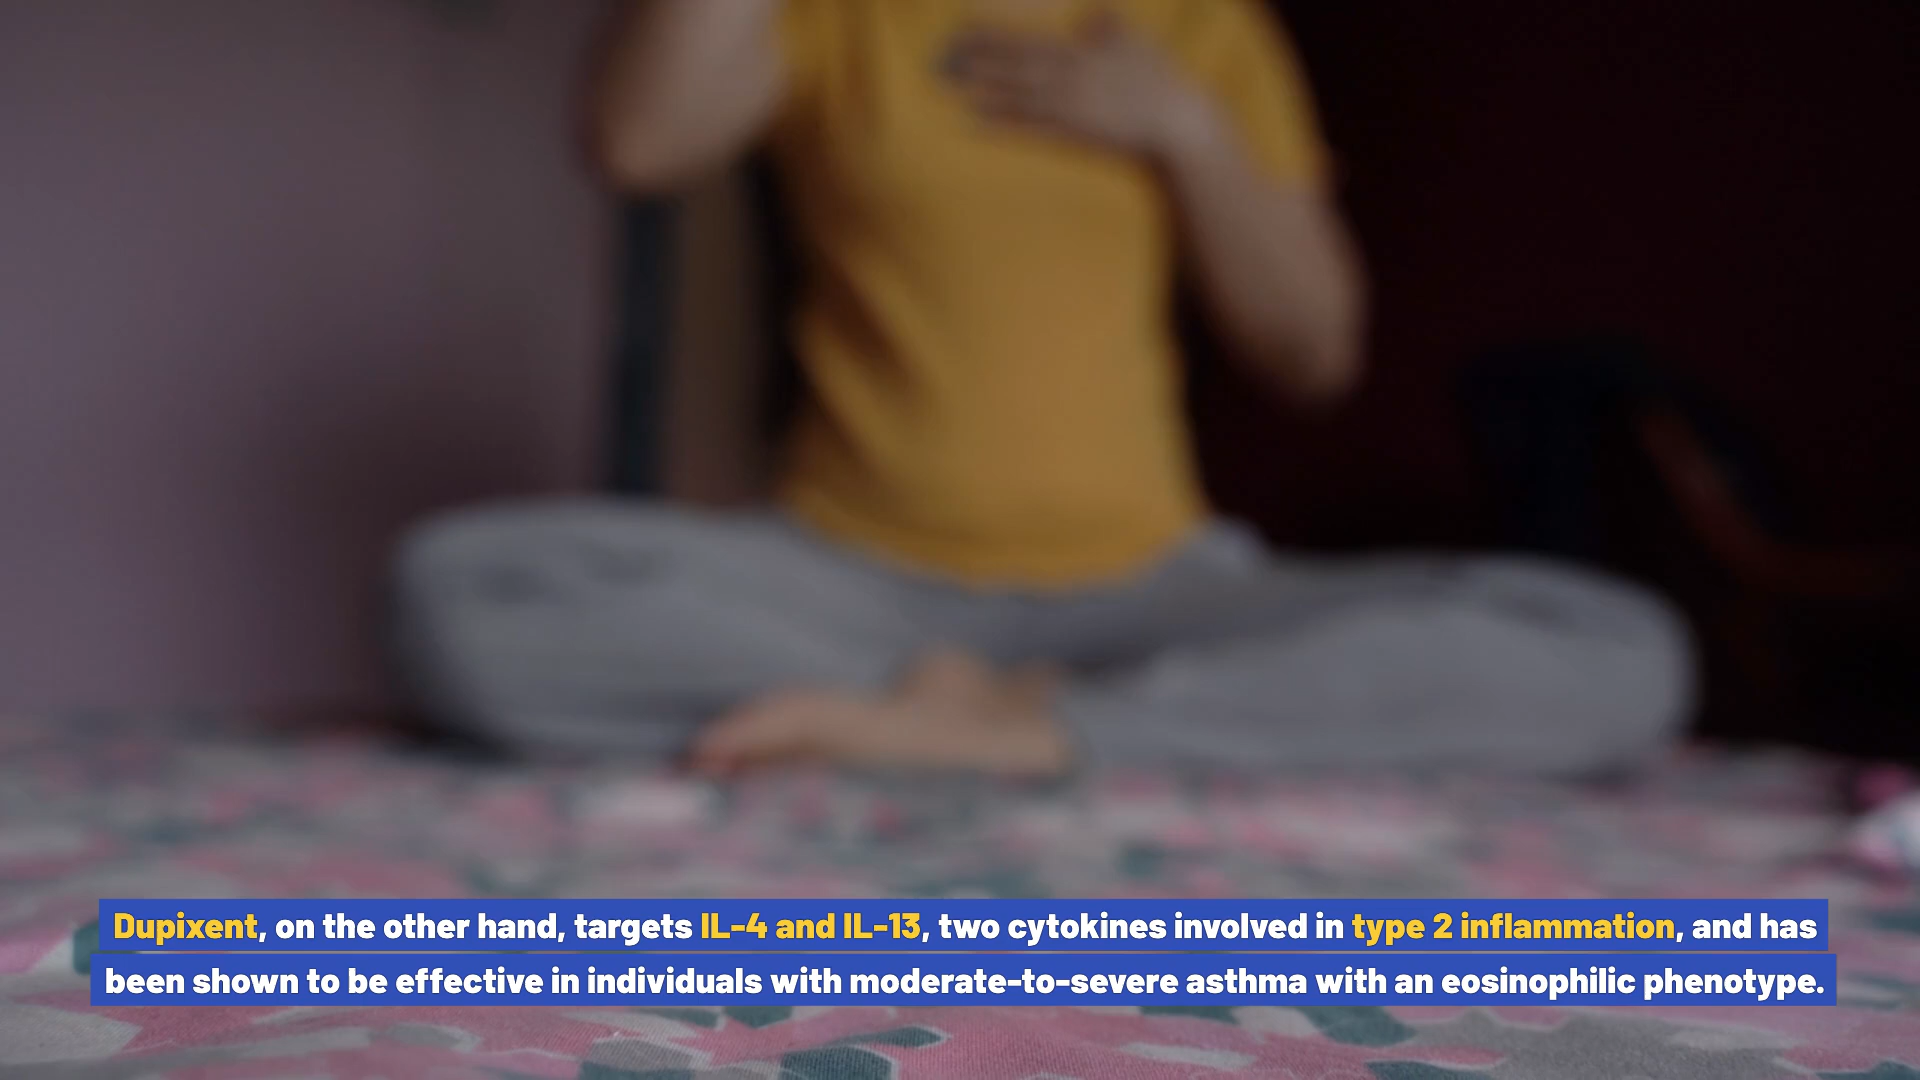 Dupixent, on the other hand, targets IL-4 and IL-13, two cytokines involved in type 2 inflammation, and has
been shown to be effective in individuals with moderate-to-severe asthma with an eosinophilic phenotype.